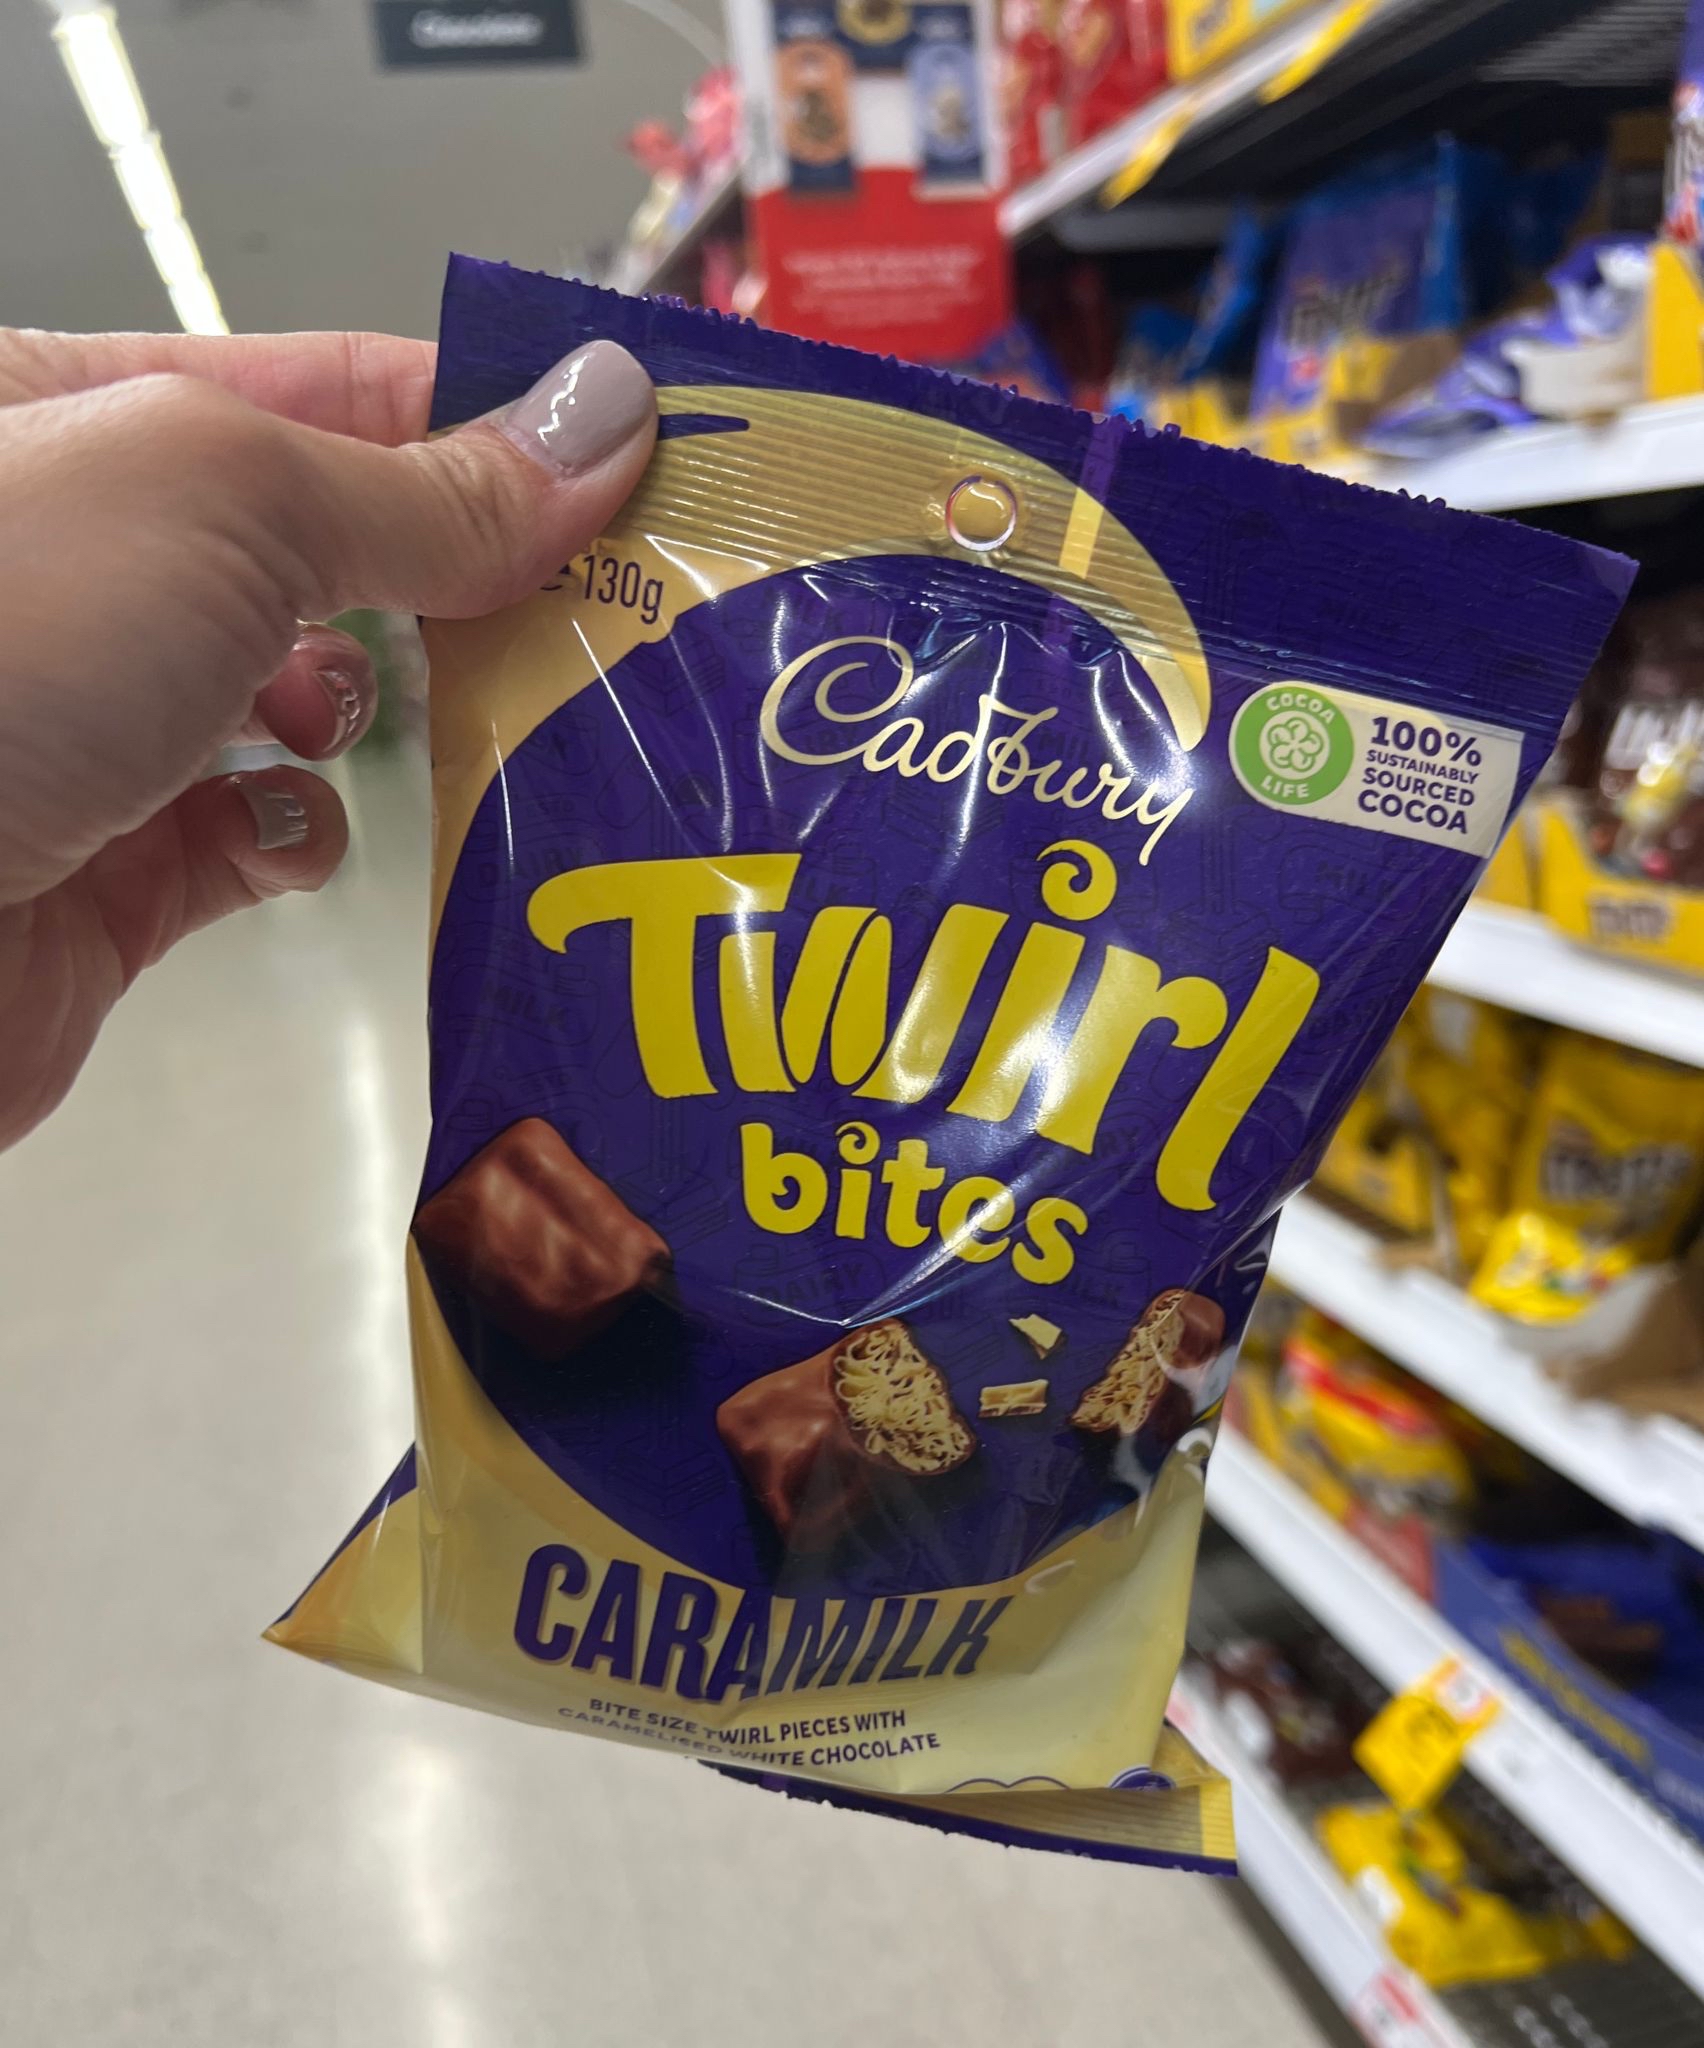 130g
Cadbury
COCOA
LIFE
100%
SUSTAINABLY
SOURCED
COCOA
Twirl
bites
CARAMILK
BITE SIZE TWIRL PIECES WITH
CARAMELISED WHITE CHOCOLATE